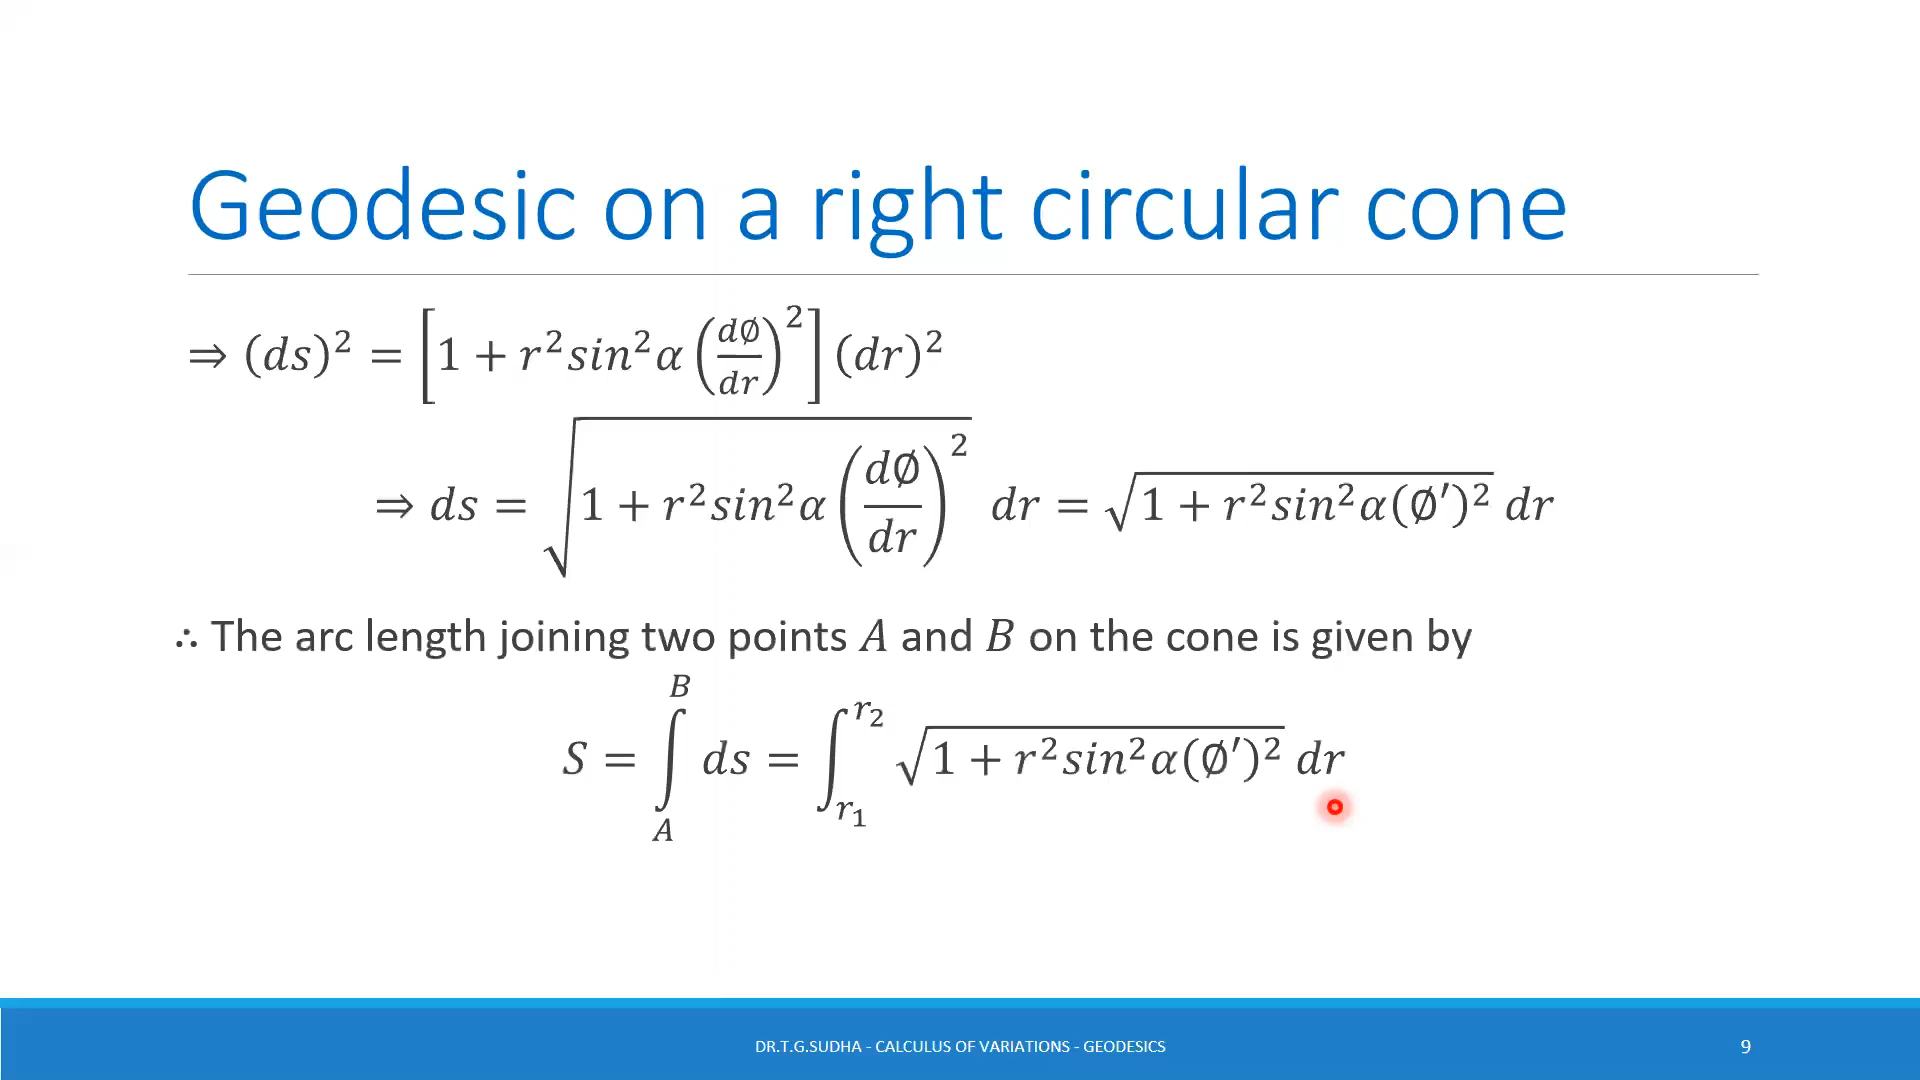 Geodesic on a right circular cone
⇒ (ds)² = [1 + r²sin²α (d∅/dr)²] (dr)²
⇒ ds = √(1 + r²sin²α (d∅/dr)²) dr = √(1 + r²sin²α(∅′)²) dr
∴ The arc length joining two points A and B on the cone is given by
S = ∫_A^B ds = ∫_{r₁}^{r₂} √(1 + r²sin²α(∅′)²) dr
DR.T.G.SUDHA - CALCULUS OF VARIATIONS - GEODESICS
9